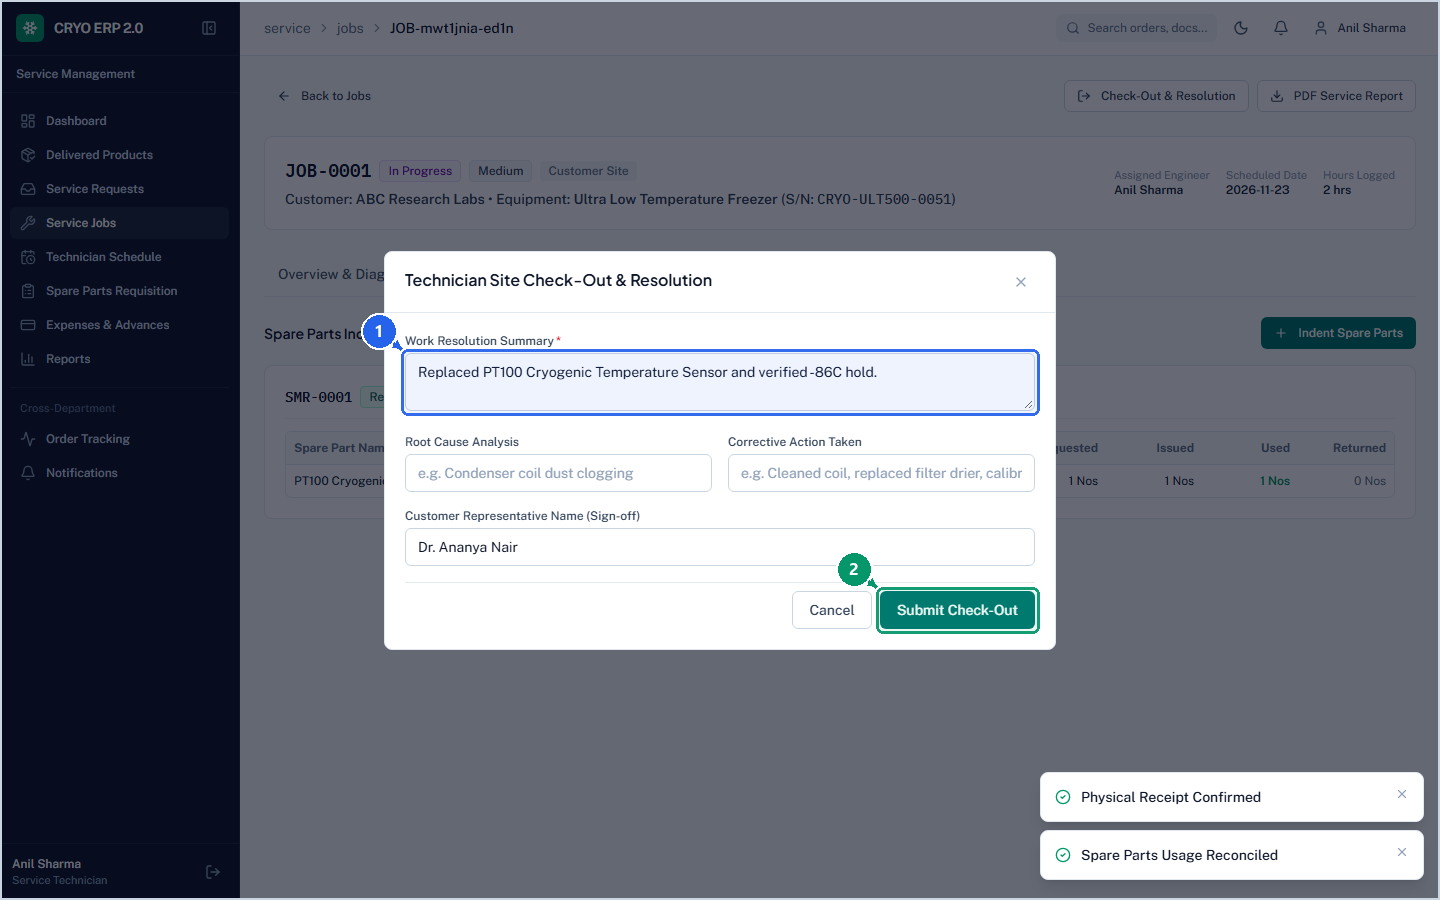 CRYO ERP 2.0
service > jobs > JOB-mwt1jnia-ed1n
Search orders, docs...
Anil Sharma
Service Management
Dashboard
Delivered Products
Service Requests
Service Jobs
Technician Schedule
Spare Parts Requisition
Expenses & Advances
Reports
Cross-Department
Order Tracking
Notifications
Anil Sharma
Service Technician
Back to Jobs
Check-Out & Resolution
PDF Service Report
JOB-0001 In Progress Medium Customer Site
Customer: ABC Research Labs • Equipment: Ultra Low Temperature Freezer (S/N: CRYO-ULT500-0051)
Assigned Engineer Scheduled Date Hours Logged
Anil Sharma 2026-11-23 2 hrs
Overview & Diag
Spare Parts
Indent Spare Parts
SMR-0001 Re
Spare Part Nam
quested Issued Used Returned
PT100 Cryogenic
1 Nos 1 Nos 1 Nos 0 Nos
Technician Site Check-Out & Resolution
1
Work Resolution Summary *
Replaced PT100 Cryogenic Temperature Sensor and verified -86C hold.
Root Cause Analysis Corrective Action Taken
e.g. Condenser coil dust clogging e.g. Cleaned coil, replaced filter drier, calibr
Customer Representative Name (Sign-off)
Dr. Ananya Nair
2
Cancel Submit Check-Out
Physical Receipt Confirmed
Spare Parts Usage Reconciled